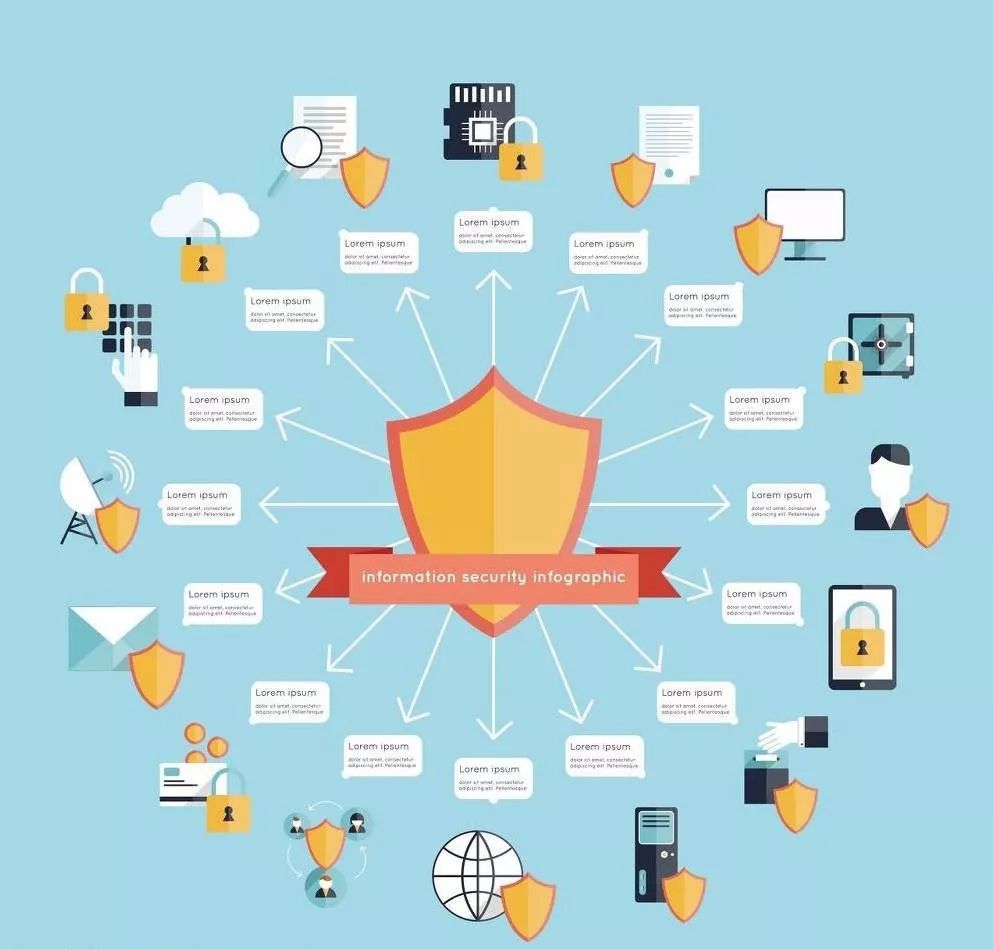 Lorem ipsum
dolor sit amet, consectetur
adipiscing elit. Pellentesque
Lorem ipsum
dolor sit amet, consectetur
adipiscing elit. Pellentesque
Lorem ipsum
dolor sit amet, consectetur
adipiscing elit. Pellentesque
Lorem ipsum
dolor sit amet, consectetur
adipiscing elit. Pellentesque
Lorem ipsum
dolor sit amet, consectetur
adipiscing elit. Pellentesque
Lorem ipsum
dolor sit amet, consectetur
adipiscing elit. Pellentesque
Lorem ipsum
dolor sit amet, consectetur
adipiscing elit. Pellentesque
Lorem ipsum
dolor sit amet, consectetur
adipiscing elit. Pellentesque
Lorem ipsum
dolor sit amet, consectetur
adipiscing elit. Pellentesque
information security infographic
Lorem ipsum
dolor sit amet, consectetur
adipiscing elit. Pellentesque
Lorem ipsum
dolor sit amet, consectetur
adipiscing elit. Pellentesque
Lorem ipsum
dolor sit amet, consectetur
adipiscing elit. Pellentesque
Lorem ipsum
dolor sit amet, consectetur
adipiscing elit. Pellentesque
Lorem ipsum
dolor sit amet, consectetur
adipiscing elit. Pellentesque
Lorem ipsum
dolor sit amet, consectetur
adipiscing elit. Pellentesque
Lorem ipsum
dolor sit amet, consectetur
adipiscing elit. Pellentesque